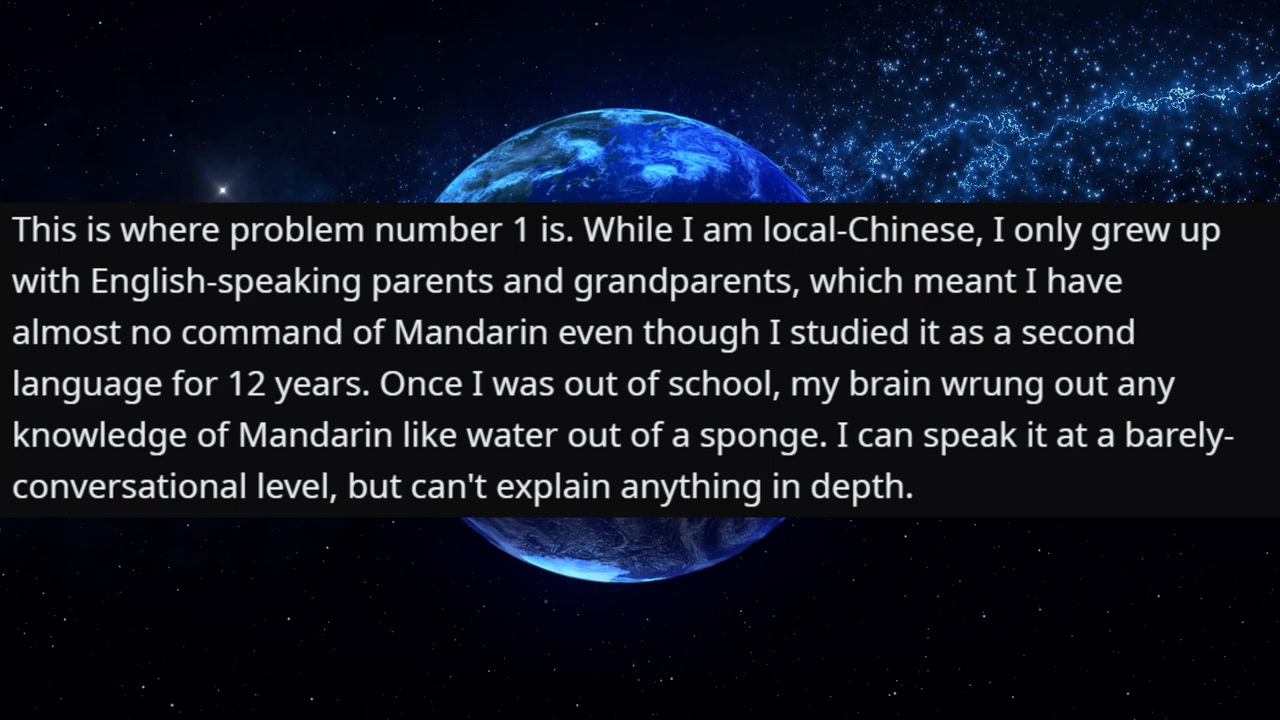 This is where problem number 1 is. While I am local-Chinese, I only grew up
with English-speaking parents and grandparents, which meant I have
almost no command of Mandarin even though I studied it as a second
language for 12 years. Once I was out of school, my brain wrung out any
knowledge of Mandarin like water out of a sponge. I can speak it at a barely-
conversational level, but can't explain anything in depth.